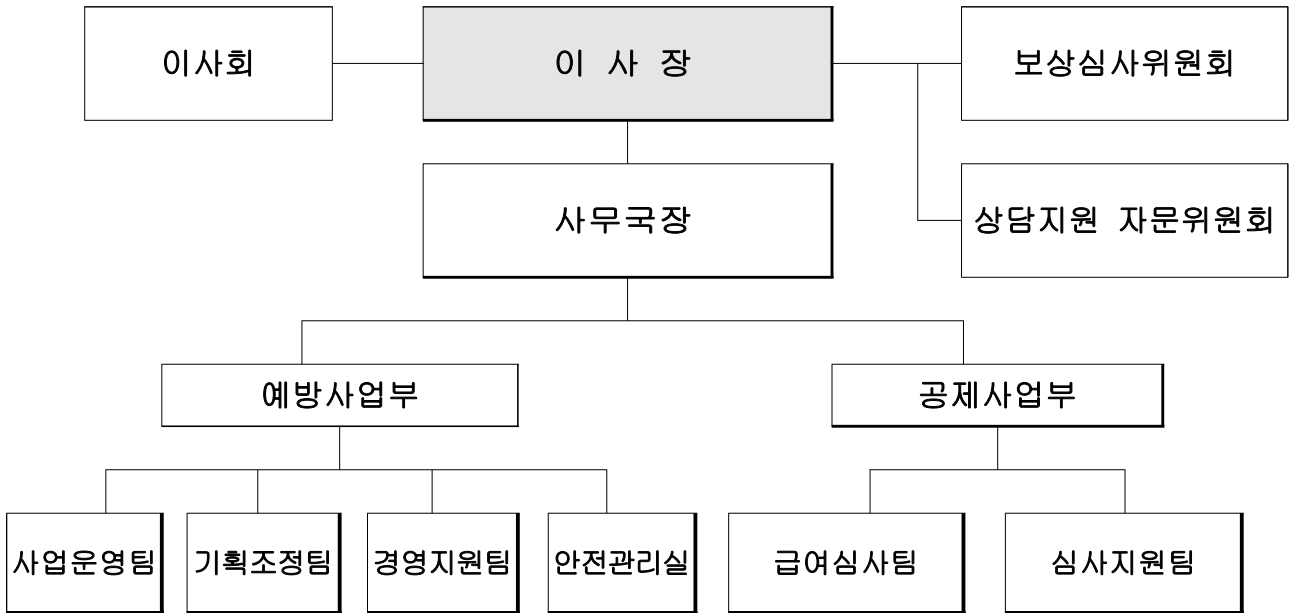 이사회
이 사 장
보상심사위원회
사무국장
상담지원 자문위원회
예방사업부
공제사업부
사업운영팀
기획조정팀
경영지원팀
안전관리실
급여심사팀
심사지원팀